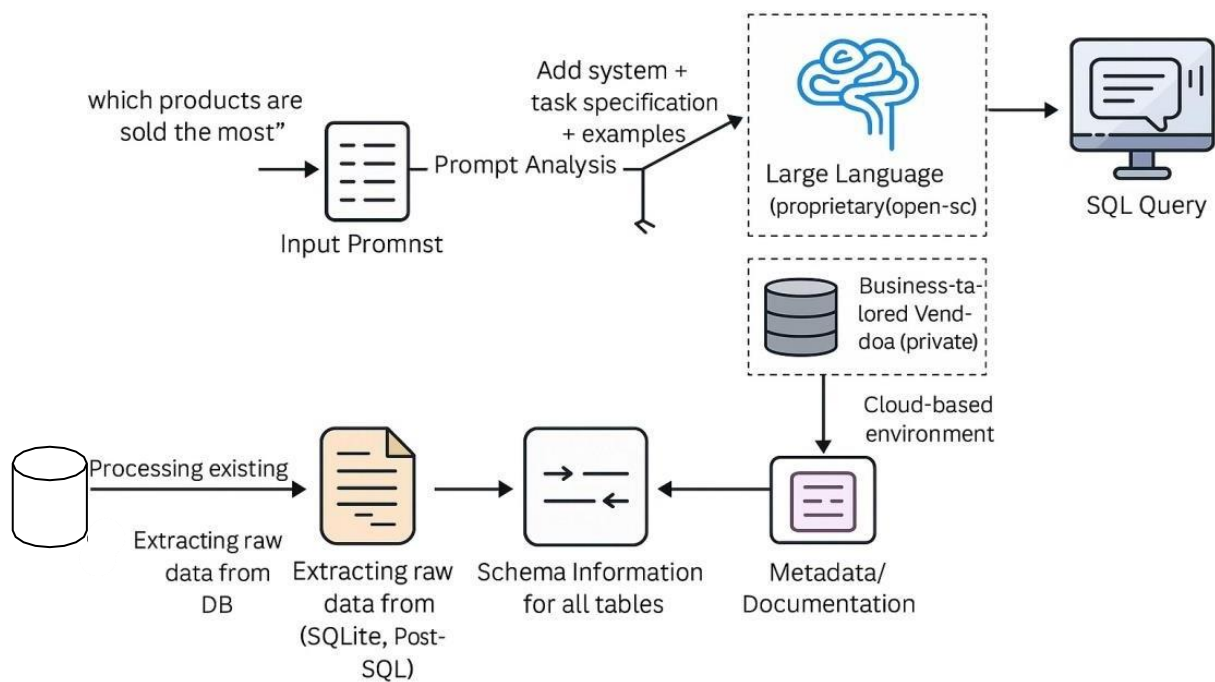 which products are
sold the most”
Input Promnst
Prompt Analysis
Add system +
task specification
+ examples
Large Language
(proprietary(open-sc)
SQL Query
Business-ta-
lored Vend-
doa (private)
Cloud-based
environment
Processing existing
Extracting raw
data from
DB
Extracting raw
data from
(SQLite, Post-
SQL)
Schema Information
for all tables
Metadata/
Documentation